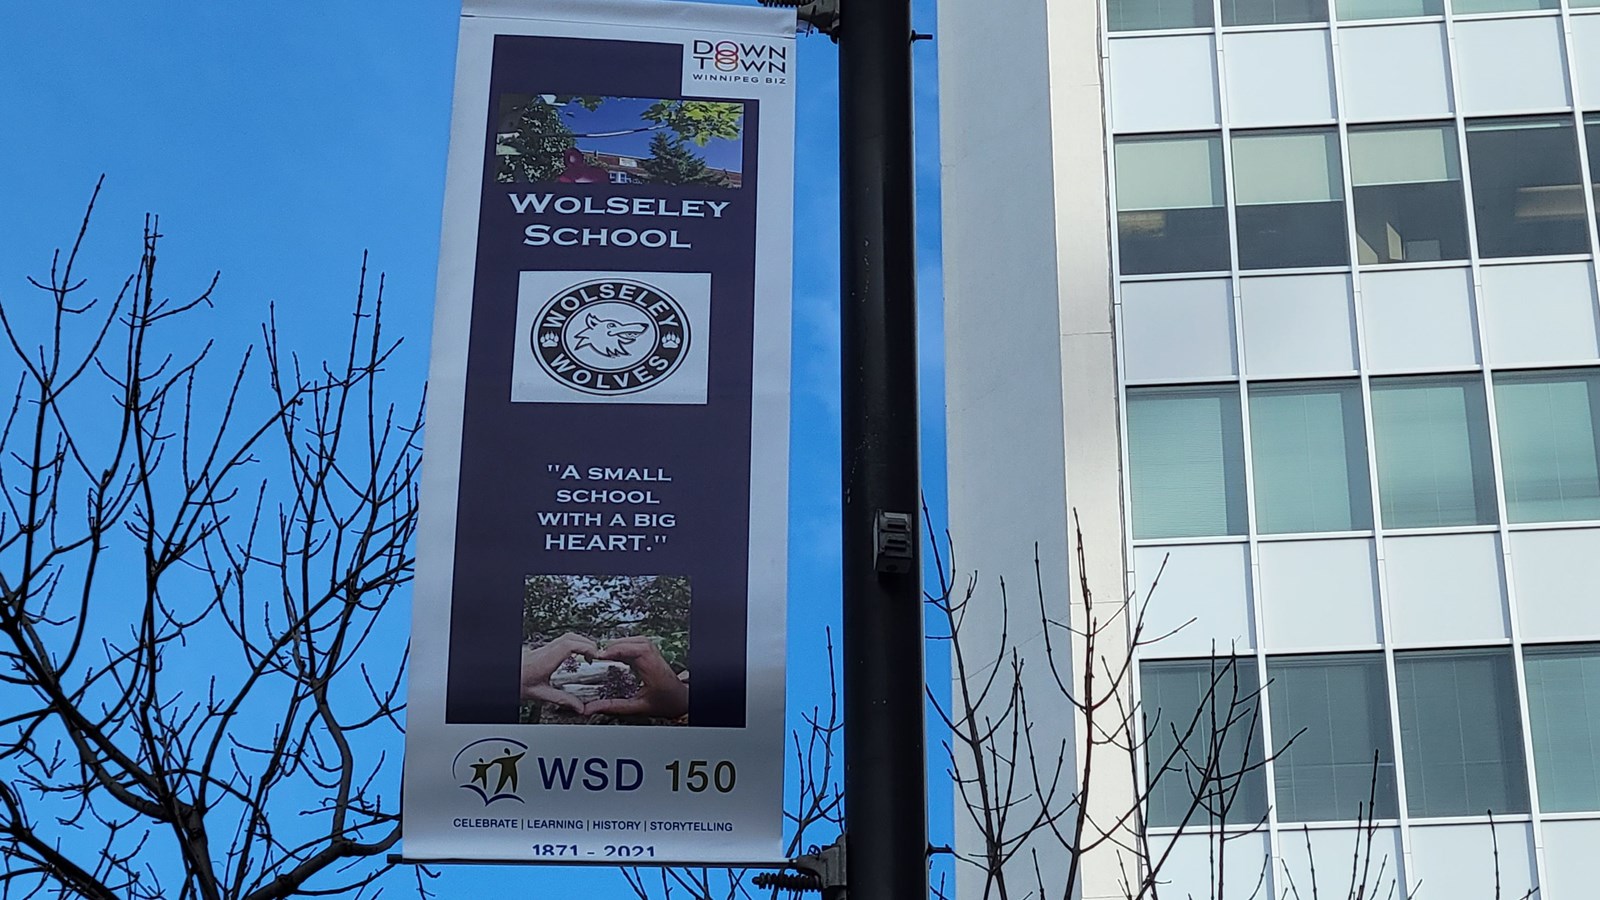 DOWN
TOWN
WINNIPEG BIZ
WOLSELEY
SCHOOL
WOLSELEY
WOLVES
"A SMALL
SCHOOL
WITH A BIG
HEART."
WSD 150
CELEBRATE | LEARNING | HISTORY | STORYTELLING
1871 - 2021